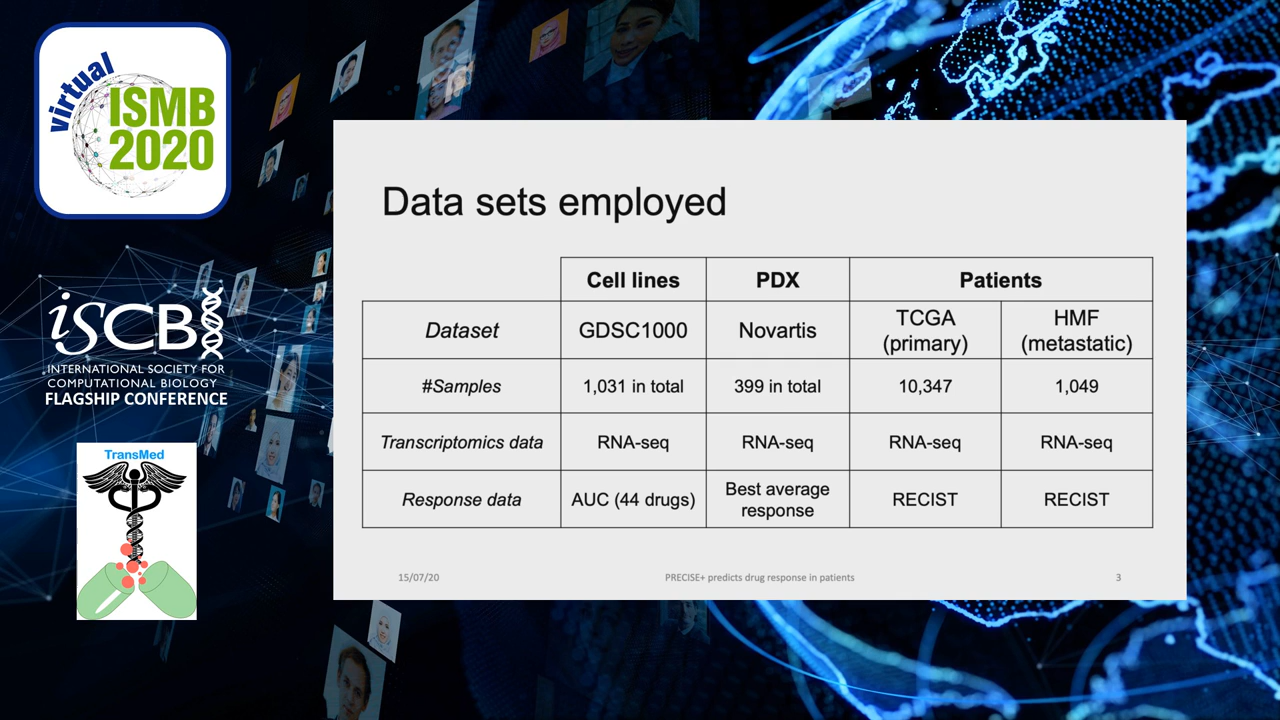 virtual
ISMB
2020
iSCB
INTERNATIONAL SOCIETY FOR
COMPUTATIONAL BIOLOGY
FLAGSHIP CONFERENCE
TransMed
Data sets employed
Cell lines PDX Patients
Dataset GDSC1000 Novartis TCGA (primary) HMF (metastatic)
#Samples 1,031 in total 399 in total 10,347 1,049
Transcriptomics data RNA-seq RNA-seq RNA-seq RNA-seq
Response data AUC (44 drugs) Best average response RECIST RECIST
15/07/20 PRECISE+ predicts drug response in patients 3